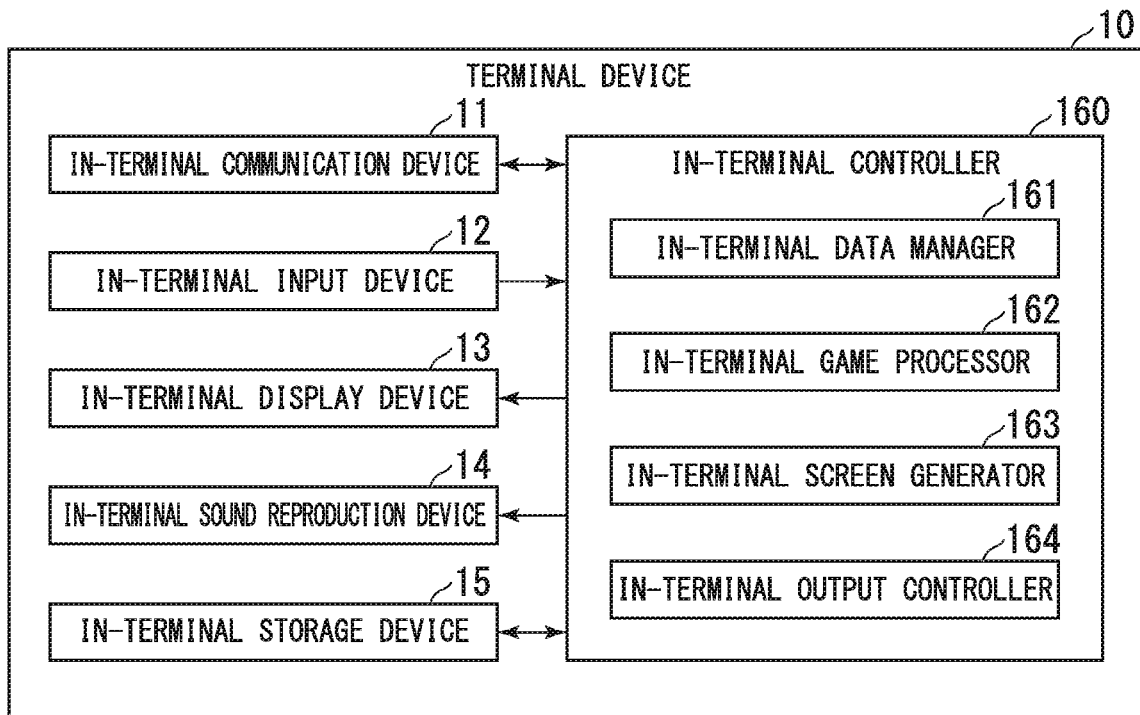 10
TERMINAL DEVICE
11
IN-TERMINAL COMMUNICATION DEVICE
12
IN-TERMINAL INPUT DEVICE
13
IN-TERMINAL DISPLAY DEVICE
14
IN-TERMINAL SOUND REPRODUCTION DEVICE
15
IN-TERMINAL STORAGE DEVICE
160
IN-TERMINAL CONTROLLER
161
IN-TERMINAL DATA MANAGER
162
IN-TERMINAL GAME PROCESSOR
163
IN-TERMINAL SCREEN GENERATOR
164
IN-TERMINAL OUTPUT CONTROLLER